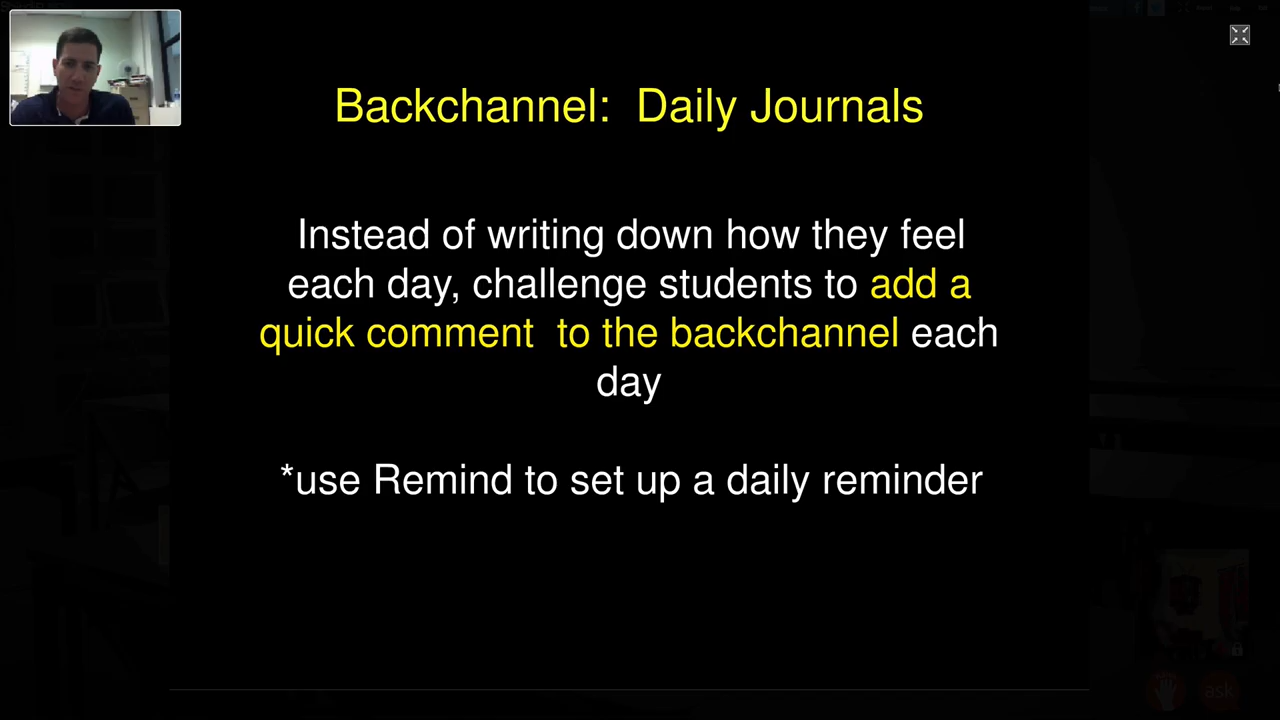 Backchannel: Daily Journals
Instead of writing down how they feel
each day, challenge students to add a
quick comment to the backchannel each
day
*use Remind to set up a daily reminder
ask